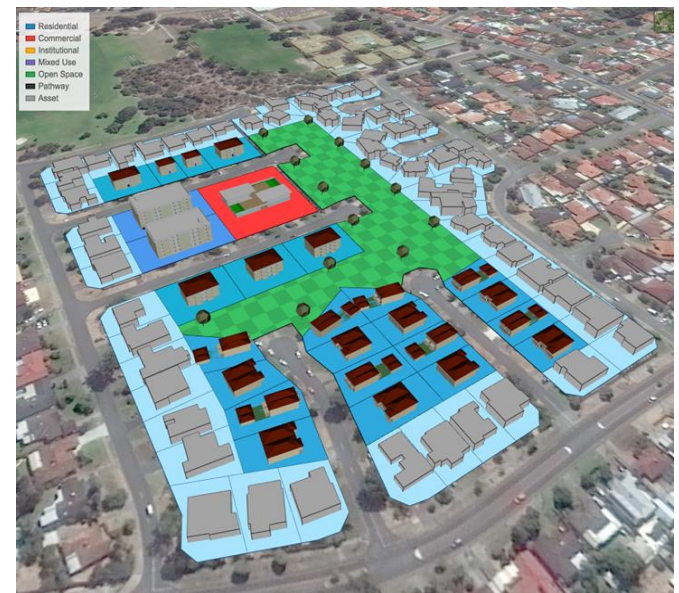 Residential
Commercial
Institutional
Mixed Use
Open Space
Pathway
Asset